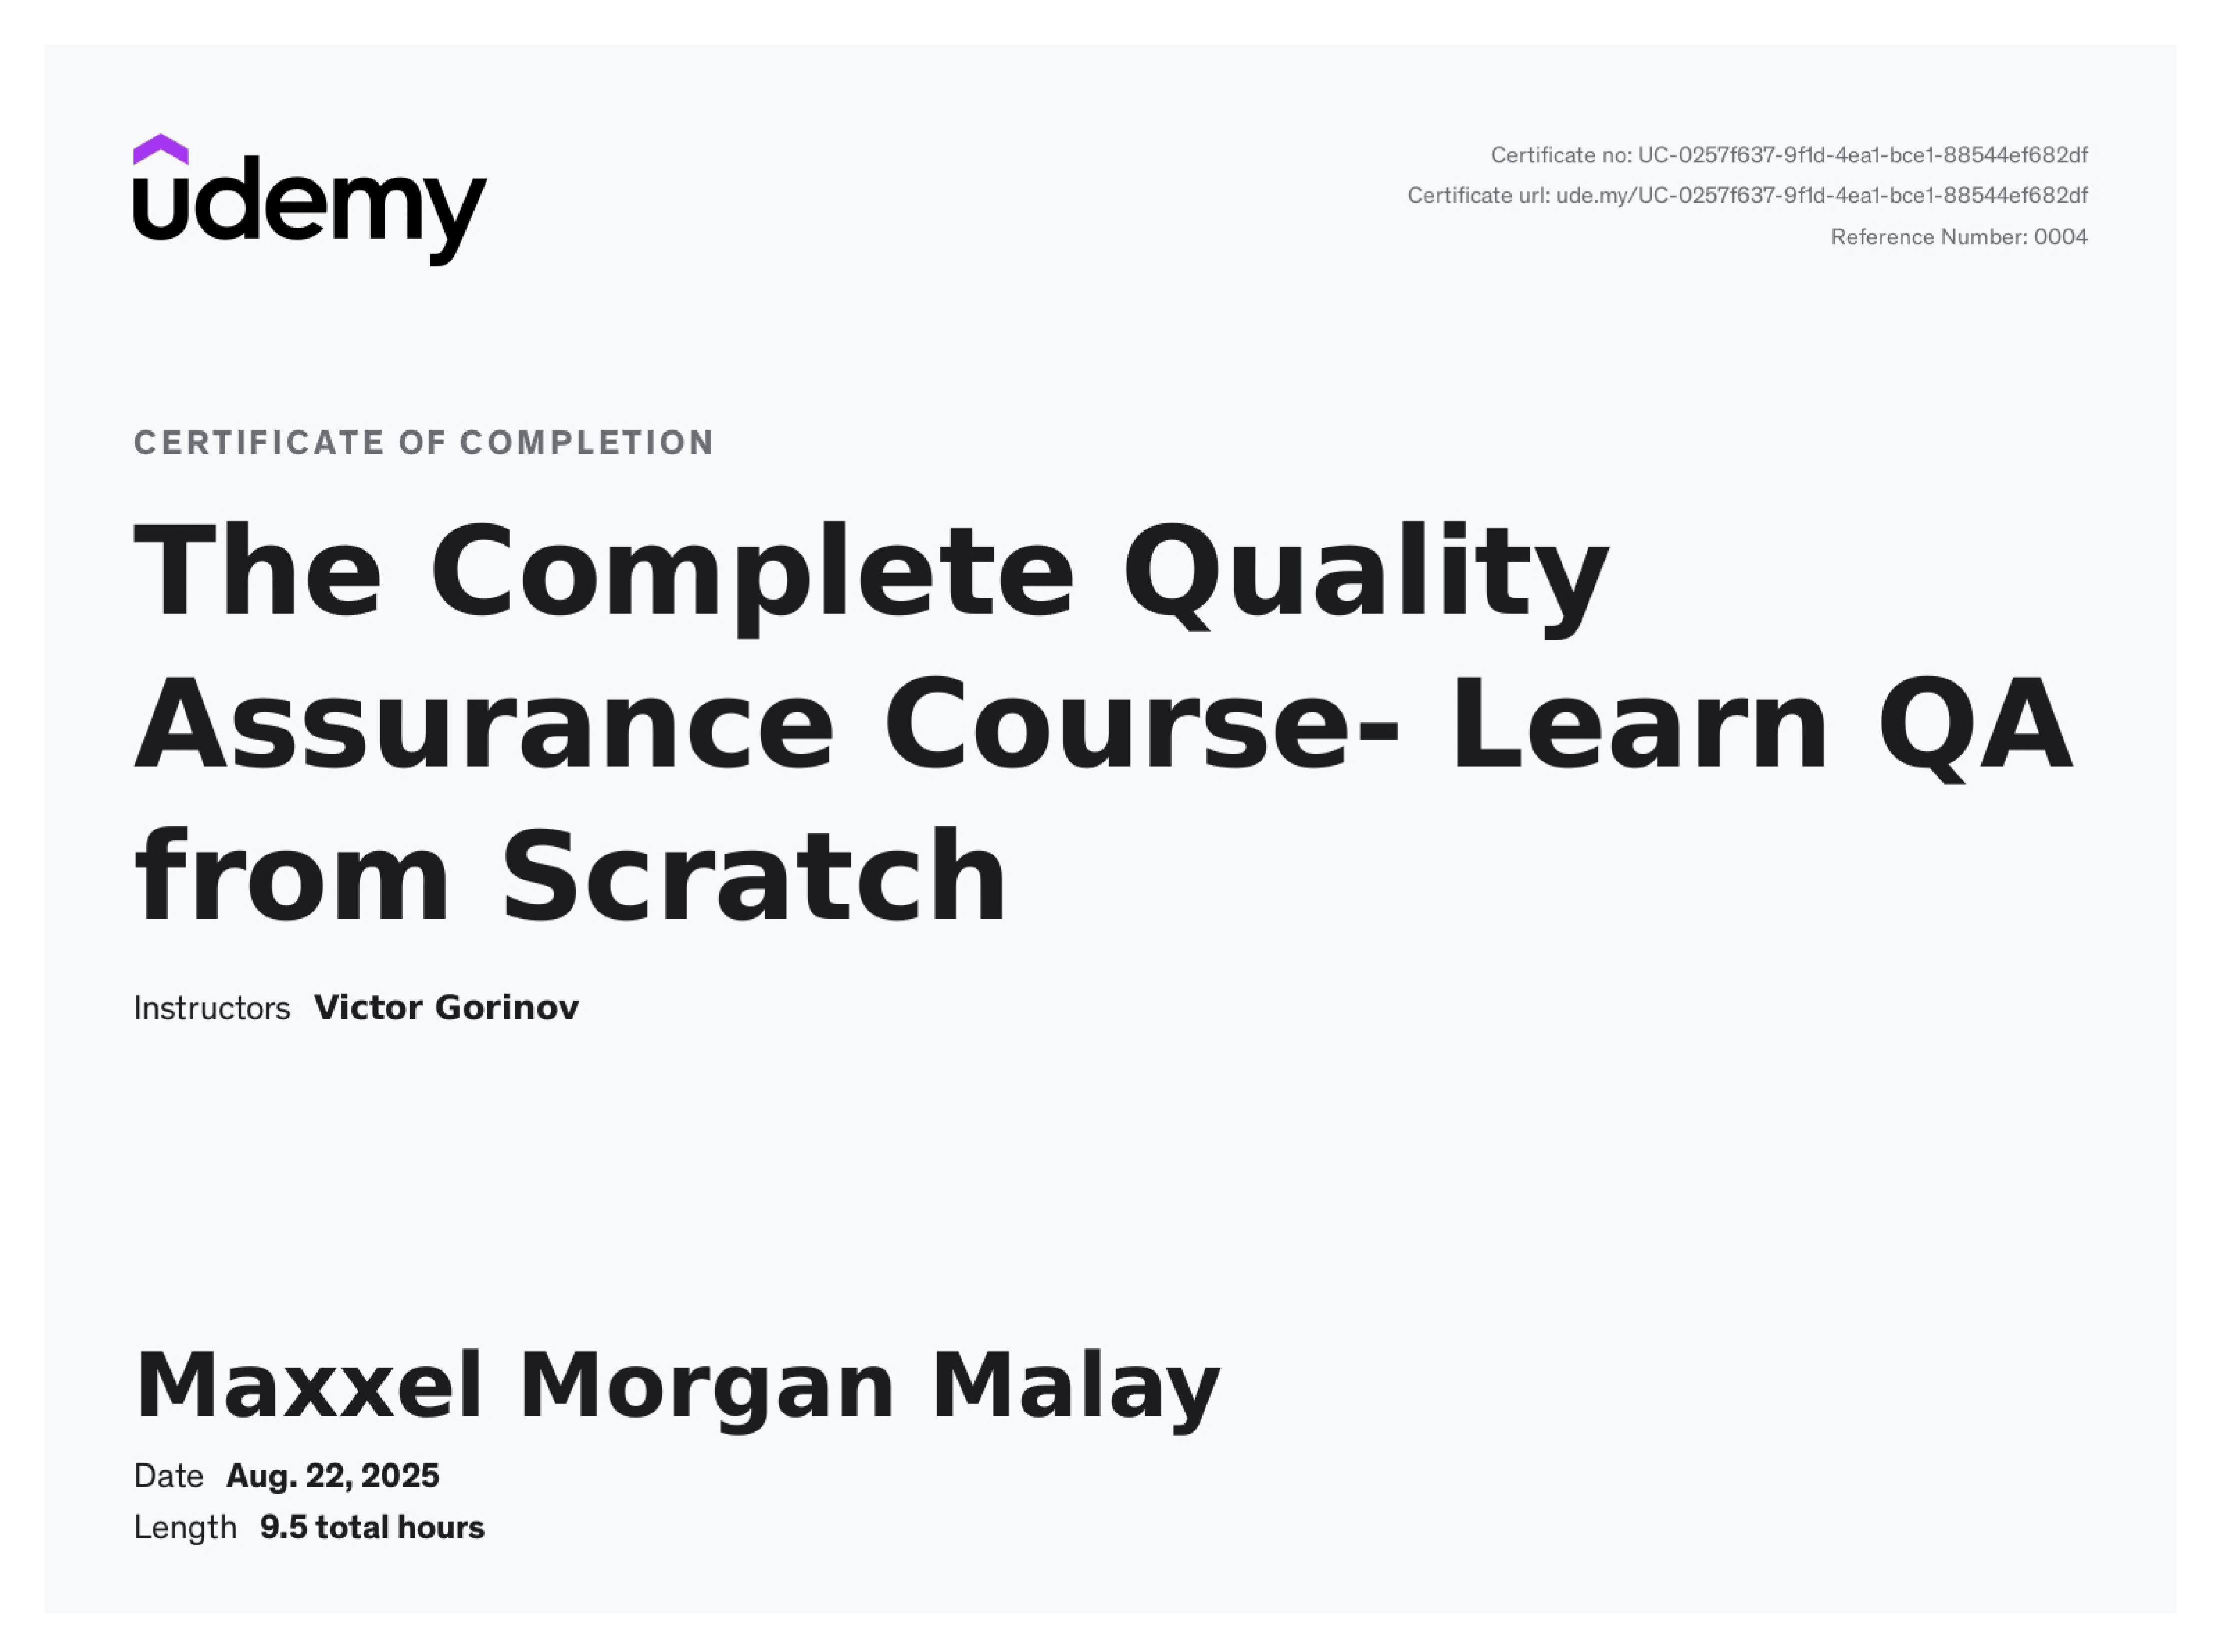 udemy
Certificate no: UC-0257f637-9f1d-4ea1-bce1-88544ef682df
Certificate url: ude.my/UC-0257f637-9f1d-4ea1-bce1-88544ef682df
Reference Number: 0004
CERTIFICATE OF COMPLETION
The Complete Quality
Assurance Course- Learn QA
from Scratch
Instructors Victor Gorinov
Maxxel Morgan Malay
Date Aug. 22, 2025
Length 9.5 total hours